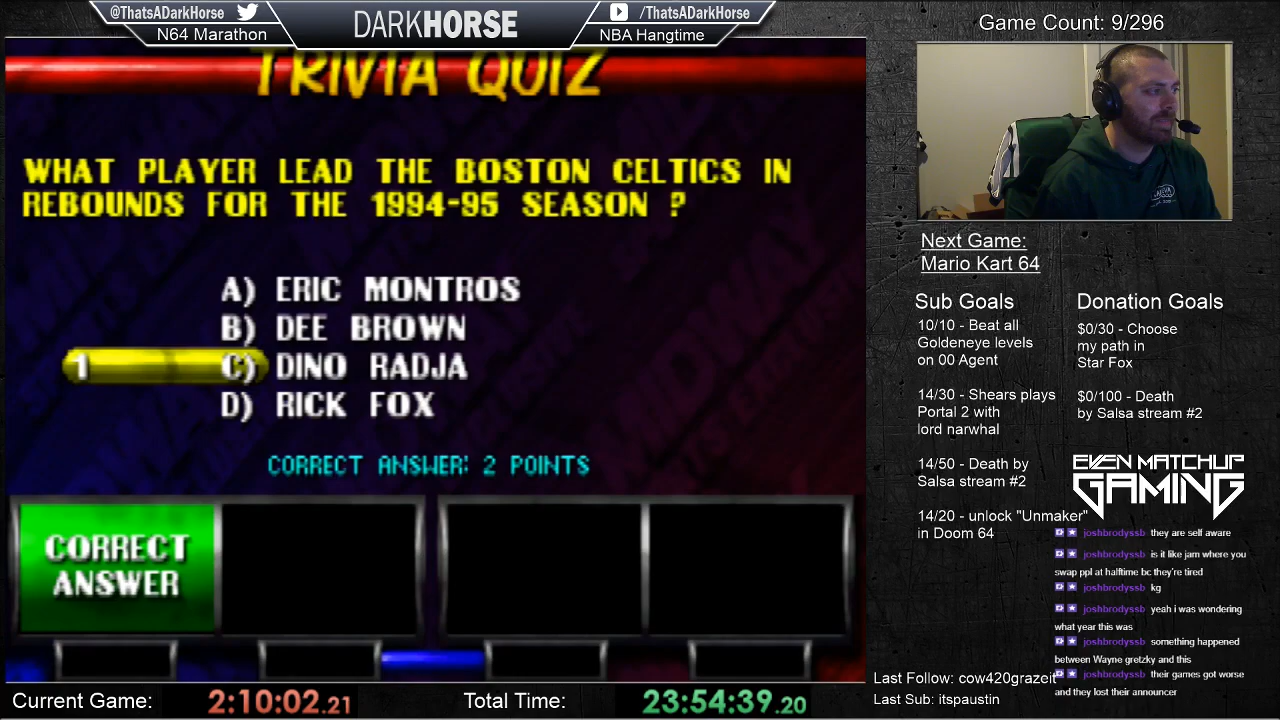 @ThatsADarkHorse
N64 Marathon
DARKHORSE
/ThatsADarkHorse
NBA Hangtime
Game Count: 9/296
TRIVIA QUIZ
WHAT PLAYER LEAD THE BOSTON CELTICS IN
REBOUNDS FOR THE 1994-95 SEASON ?
A) ERIC MONTROS
B) DEE BROWN
1 C) DINO RADJA
D) RICK FOX
CORRECT ANSWER: 2 POINTS
CORRECT
ANSWER
Next Game:
Mario Kart 64
Sub Goals
10/10 - Beat all
Goldeneye levels
on 00 Agent
14/30 - Shears plays
Portal 2 with
lord narwhal
14/50 - Death by
Salsa stream #2
14/20 - unlock "Unmaker"
in Doom 64
Donation Goals
$0/30 - Choose
my path in
Star Fox
$0/100 - Death
by Salsa stream #2
EVEN MATCHUP
GAMING
joshbrodyssb they are self aware
joshbrodyssb is it like jam where you
swap ppl at halftime bc they're tired
joshbrodyssb kg
joshbrodyssb yeah i was wondering
what year this was
joshbrodyssb something happened
between Wayne gretzky and this
joshbrodyssb their games got worse
and they lost their announcer
Last Follow: cow420grazeit
Last Sub: itspaustin
Current Game: 2:10:02.21
Total Time: 23:54:39.20